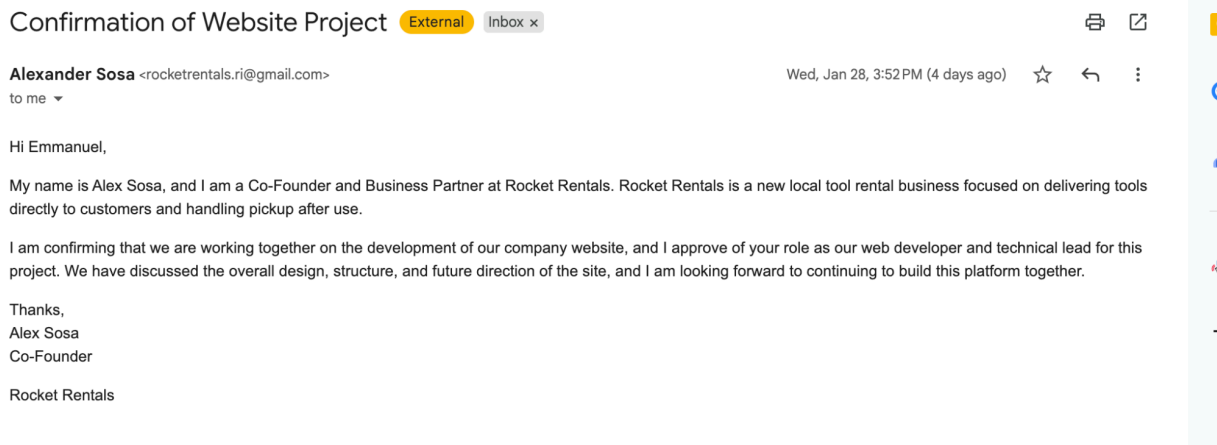 Confirmation of Website Project External Inbox ×
Alexander Sosa <rocketrentals.ri@gmail.com> Wed, Jan 28, 3:52 PM (4 days ago)
to me
Hi Emmanuel,
My name is Alex Sosa, and I am a Co-Founder and Business Partner at Rocket Rentals. Rocket Rentals is a new local tool rental business focused on delivering tools
directly to customers and handling pickup after use.
I am confirming that we are working together on the development of our company website, and I approve of your role as our web developer and technical lead for this
project. We have discussed the overall design, structure, and future direction of the site, and I am looking forward to continuing to build this platform together.
Thanks,
Alex Sosa
Co-Founder
Rocket Rentals